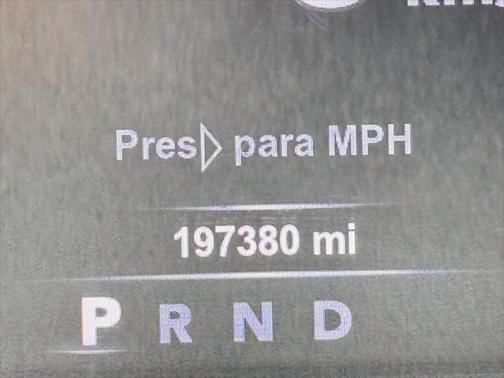 Pres▷ para MPH
197380 mi
P R N D